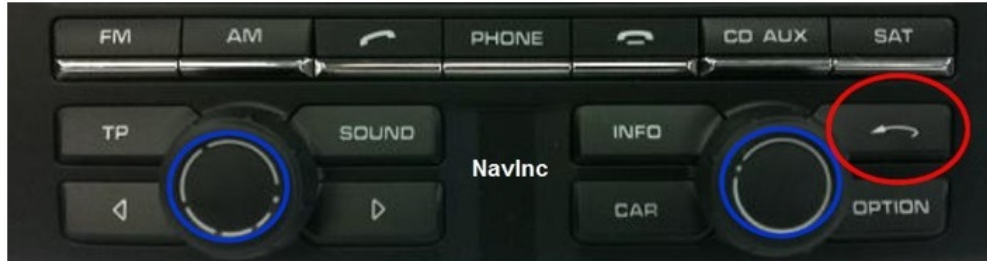 FM AM PHONE CD AUX SAT
TP SOUND INFO
NavInc
CAR OPTION